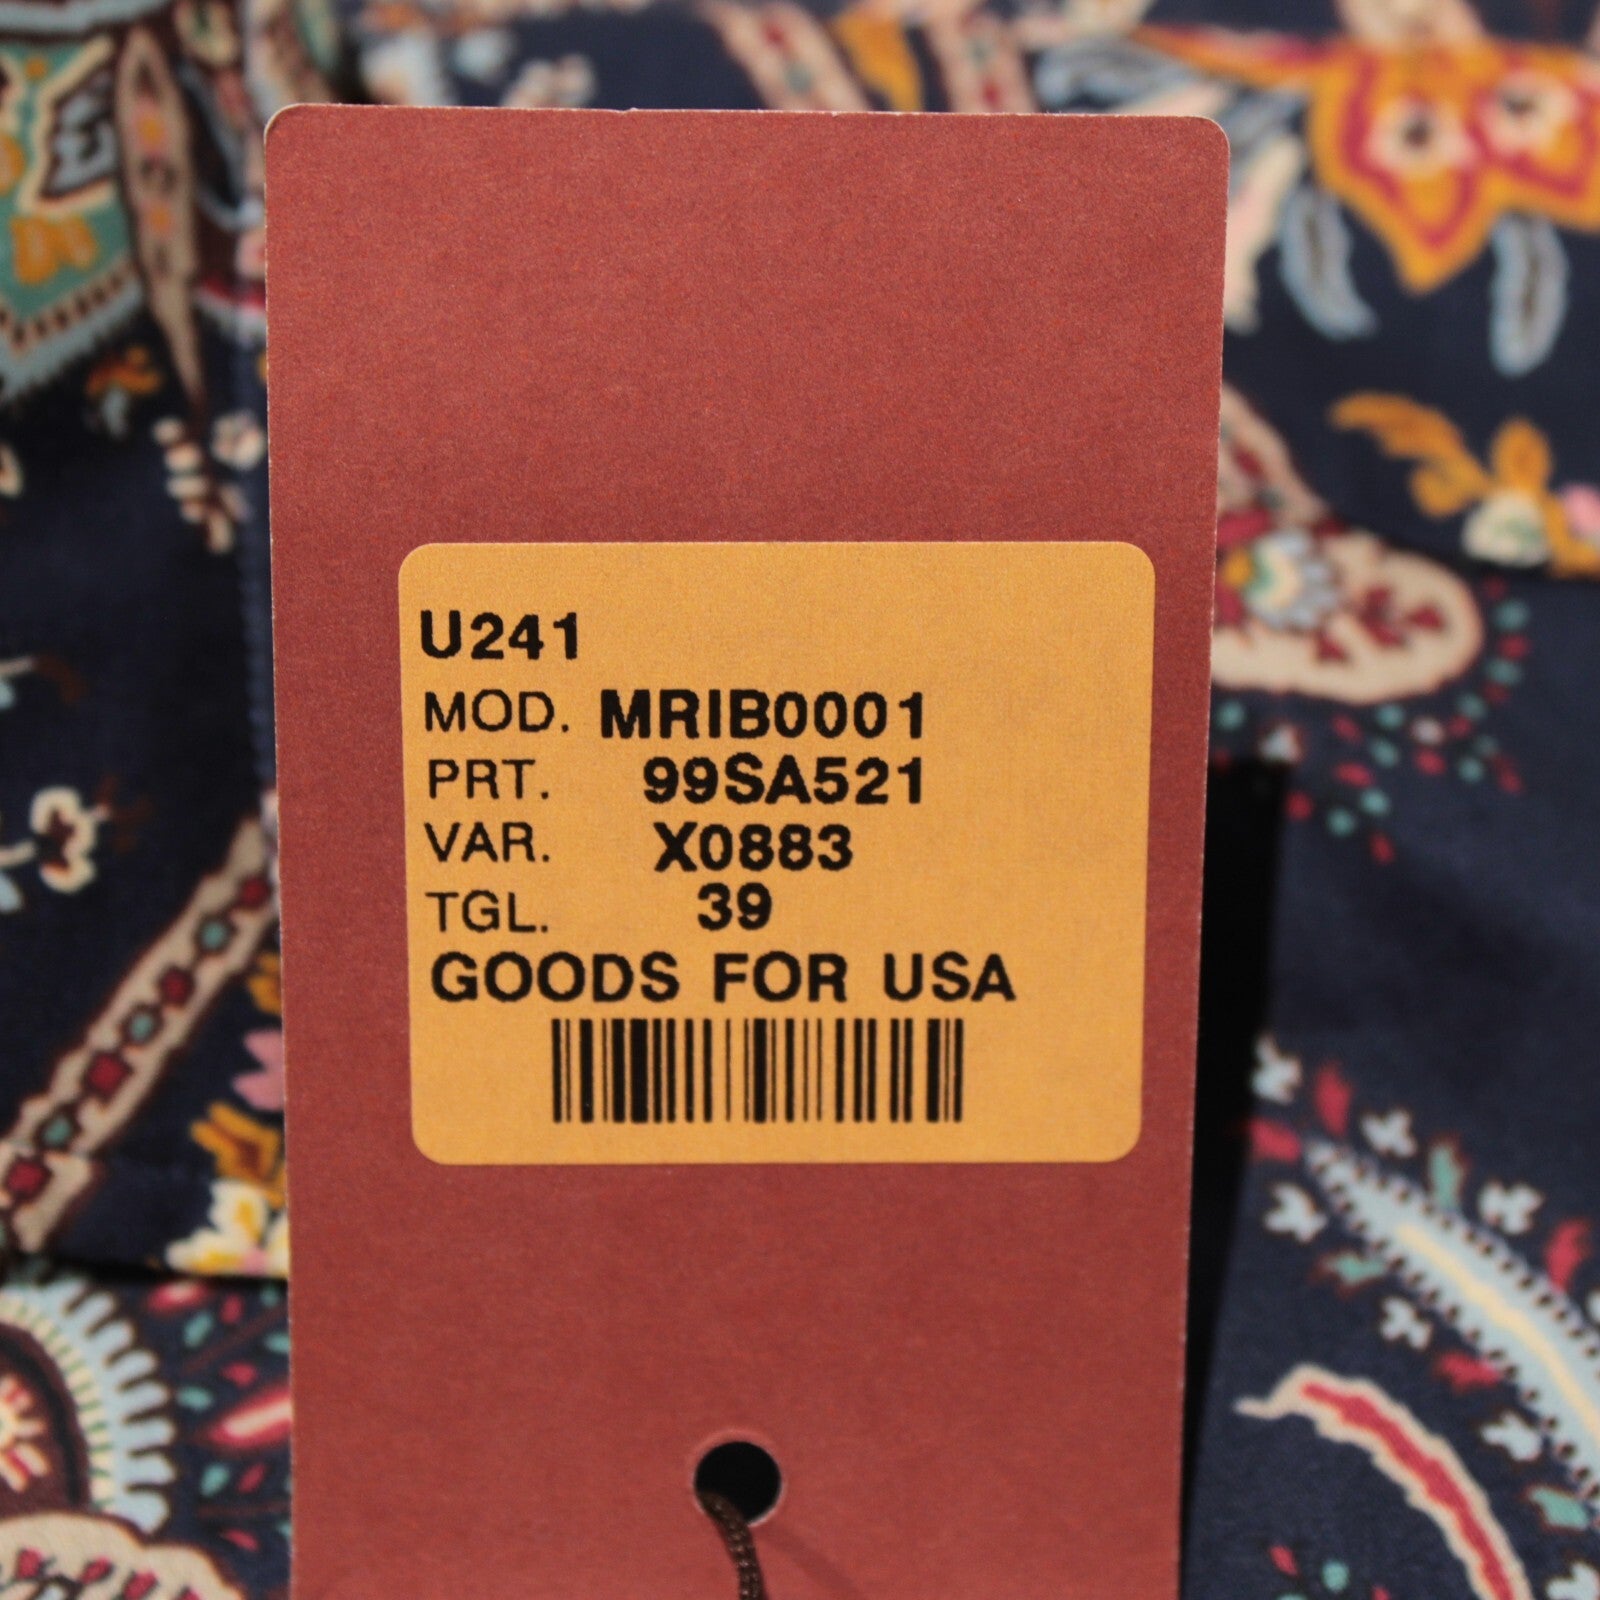 U241
MOD. MRIB0001
PRT. 99SA521
VAR. X0883
TGL. 39
GOODS FOR USA